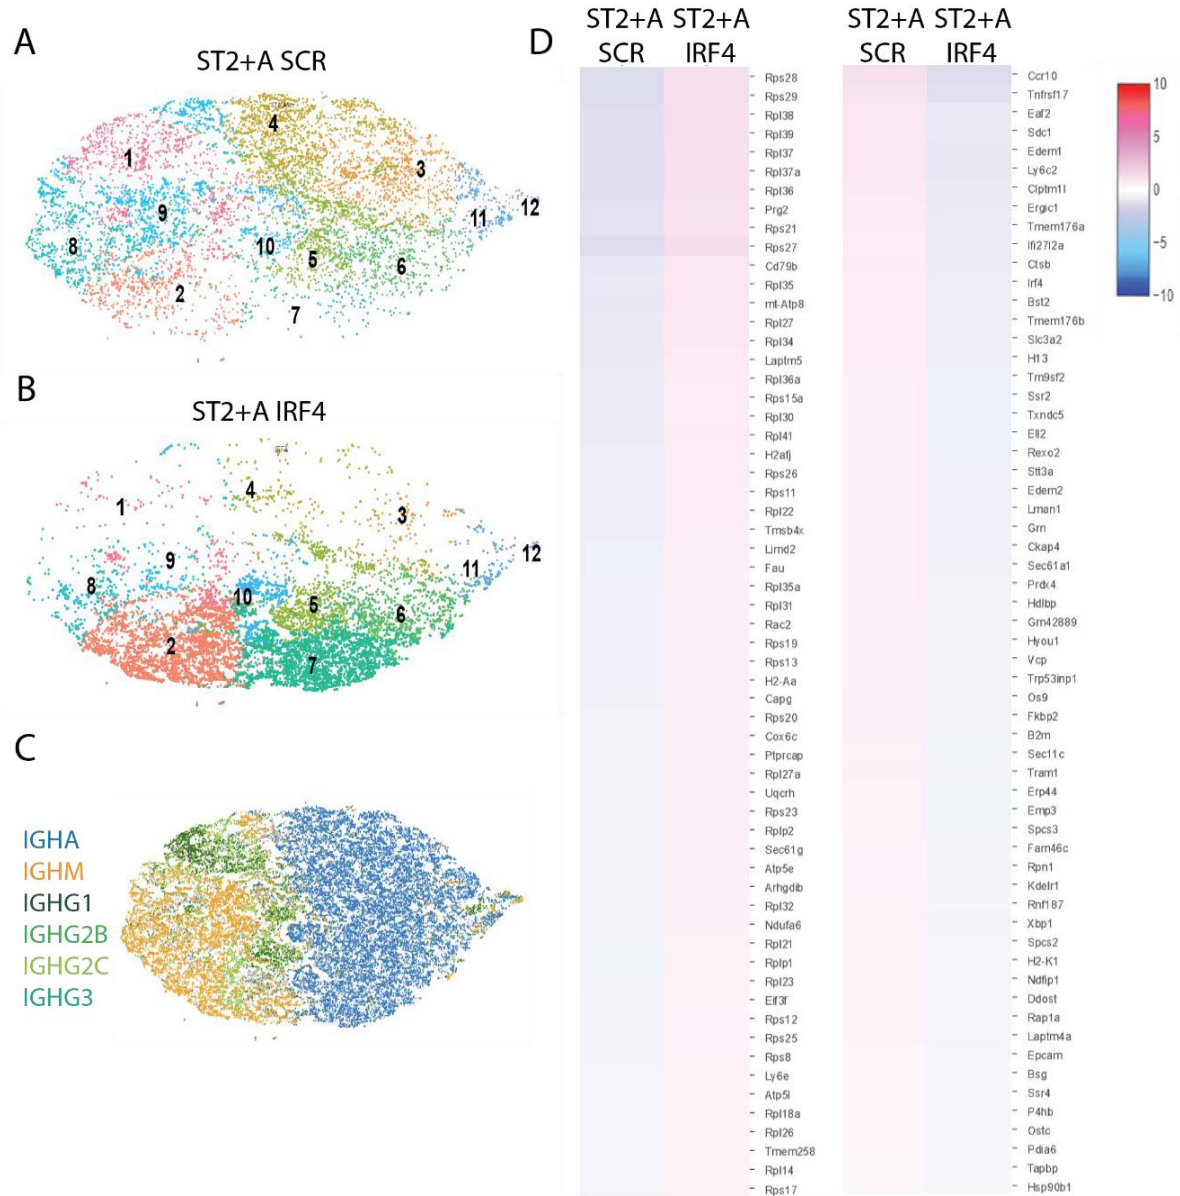 A
ST2+A SCR
4
1
3
12
11
9
8
10
5
6
2
7
B
ST2+A IRF4
4
1
3
12
9
11
8
10
5
6
2
7
C
IGHA
IGHM
IGHG1
IGHG2B
IGHG2C
IGHG3
D
ST2+A ST2+A
SCR IRF4
Rps28
Rps29
Rpl38
Rpl39
Rpl37
Rpl37a
Rpl36
Prg2
Rps21
Rps27
Cd79b
Rpl35
mt-Atp8
Rpl27
Rpl34
Laptm5
Rpl36a
Rps15a
Rpl30
Rpl41
H2afj
Rps26
Rps11
Rpl22
Tmsb4x
Limd2
Fau
Rpl35a
Rpl31
Rac2
Rps19
Rps13
H2-Aa
Capg
Rps20
Cox6c
Ptprcap
Rpl27a
Uqcrh
Rps23
Rplp2
Sec61g
Atp5e
Arhgdib
Rpl32
Ndufa6
Rpl21
Rplp1
Rpl23
Eif3f
Rps12
Rps25
Rps8
Ly6e
Atp5l
Rpl18a
Rpl26
Tmem258
Rpl14
Rps17
ST2+A ST2+A
SCR IRF4
Ccr10
Tnfrsf17
Eaf2
Sdc1
Edem1
Ly6c2
Clptm1l
Ergic1
Tmem176a
Ifi27l2a
Ctsb
Irf4
Bst2
Tmem176b
Slc3a2
H13
Tm9sf2
Ssr2
Txndc5
Ell2
Rexo2
Stt3a
Edem2
Lman1
Grn
Ckap4
Sec61a1
Prdx4
Hdlbp
Gm42889
Hyou1
Vcp
Trp53inp1
Os9
Fkbp2
B2m
Sec11c
Tram1
Erp44
Emp3
Spcs3
Fam46c
Rpn1
Kdelr1
Rnf187
Xbp1
Spcs2
H2-K1
Ndfip1
Ddost
Rap1a
Laptm4a
Epcam
Bsg
Ssr4
P4hb
Ostc
Pdia6
Tapbp
Hsp90b1
10
5
0
−5
−10